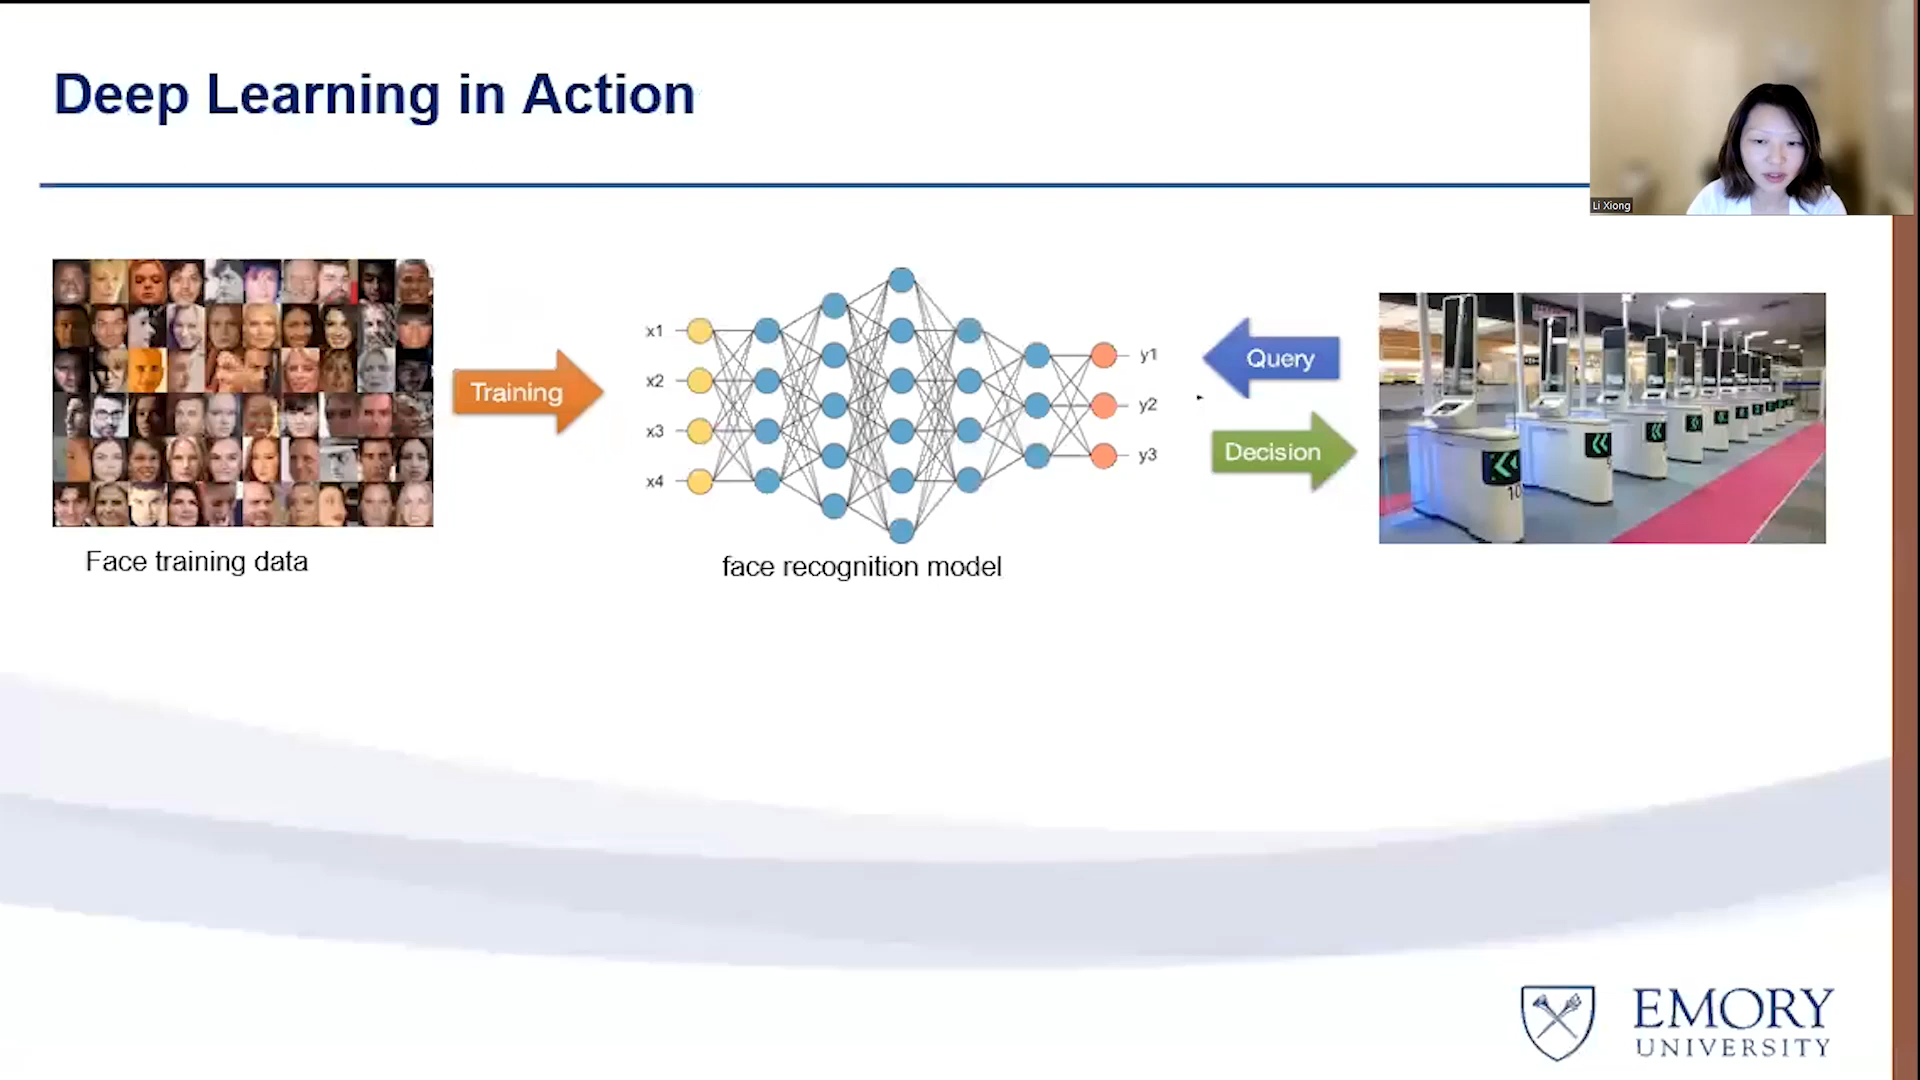 Deep Learning in Action
Li Xiong
Training
x1
x2
x3
x4
y1
y2
y3
Query
Decision
10
Face training data
face recognition model
EMORY
UNIVERSITY